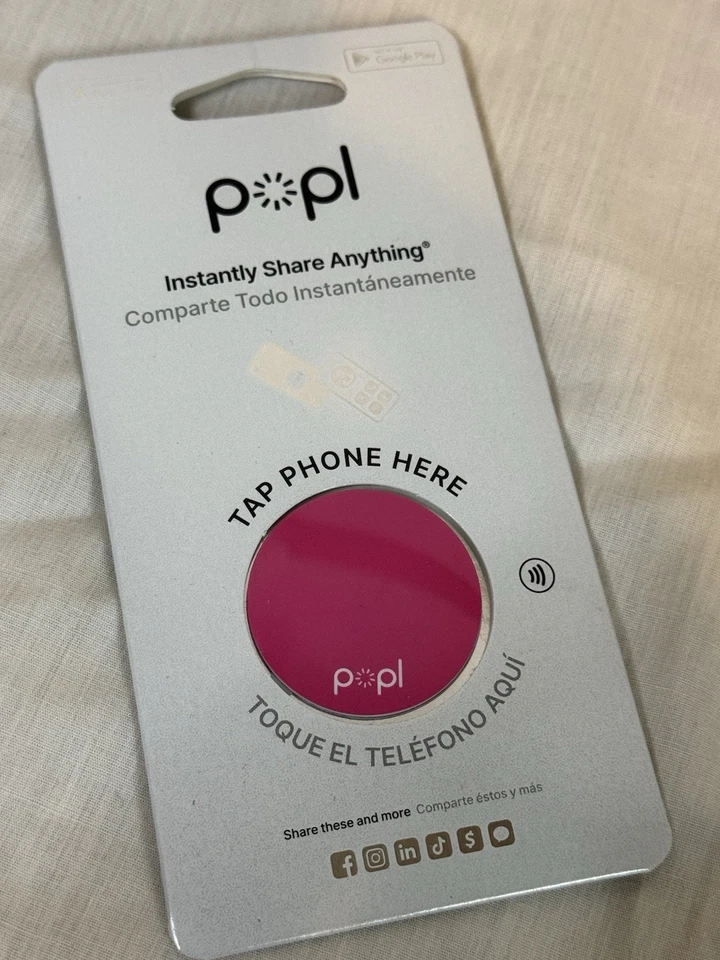 Google Play
popl
Instantly Share Anything®
Comparte Todo Instantáneamente
TAP PHONE HERE
popl
TOQUE EL TELÉFONO AQUÍ
Share these and more Comparte éstos y más
f in $